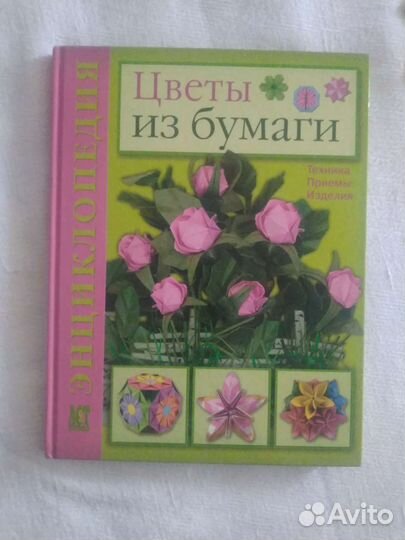 ЭНЦИКЛОПЕДИЯ
Цветы
из бумаги
Техника
Приемы
Изделия
Avito